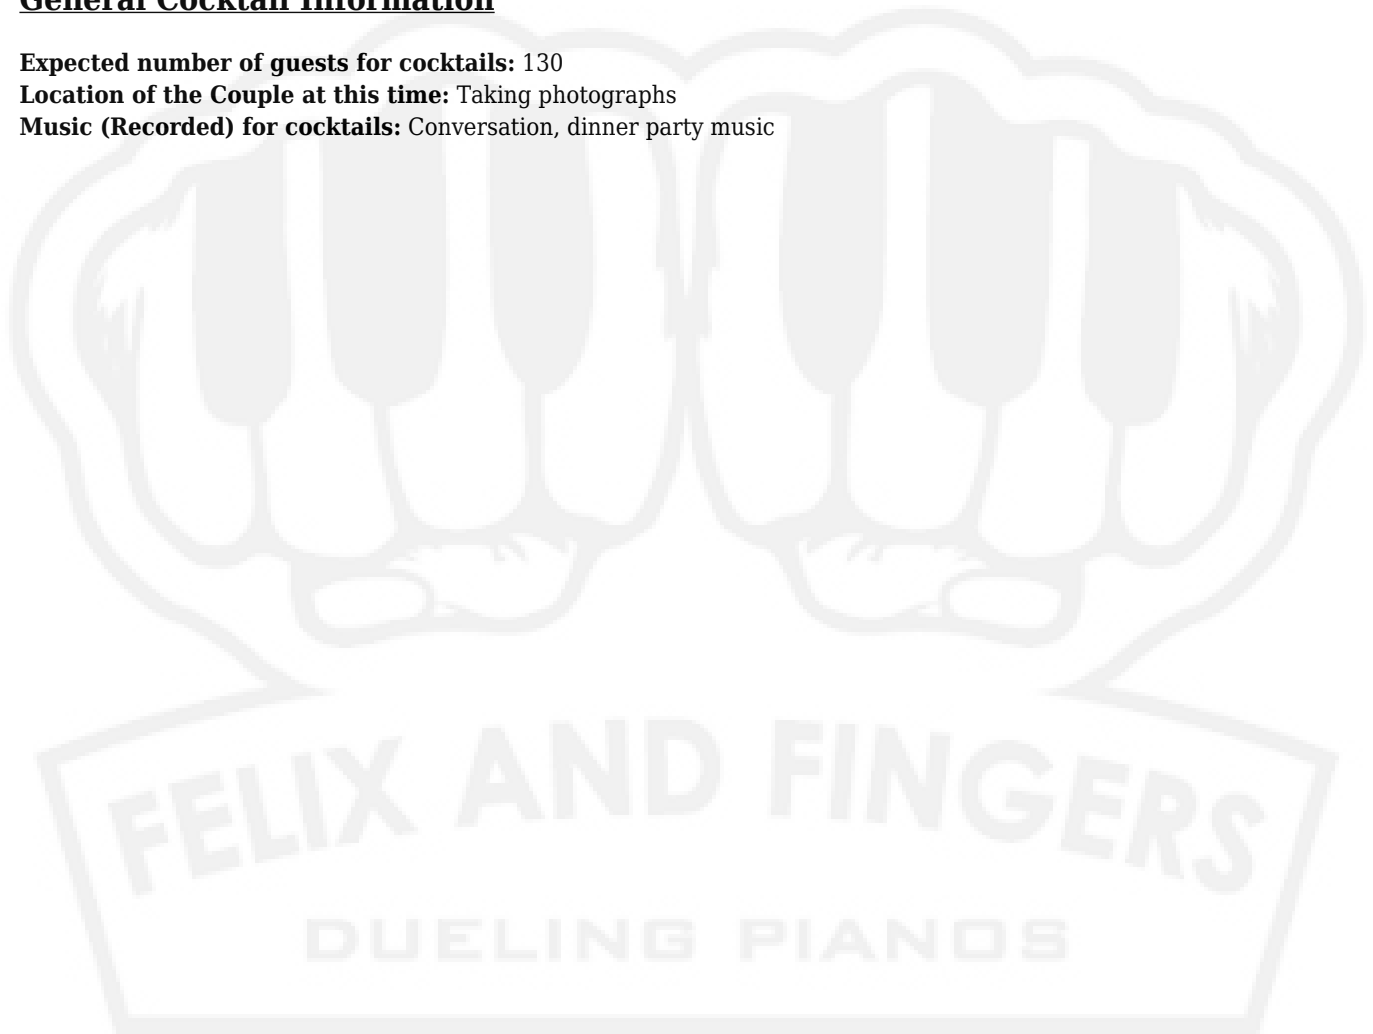 General Cocktail Information
Expected number of guests for cocktails: 130
Location of the Couple at this time: Taking photographs
Music (Recorded) for cocktails: Conversation, dinner party music
FELIX AND FINGERS
DUELING PIANOS